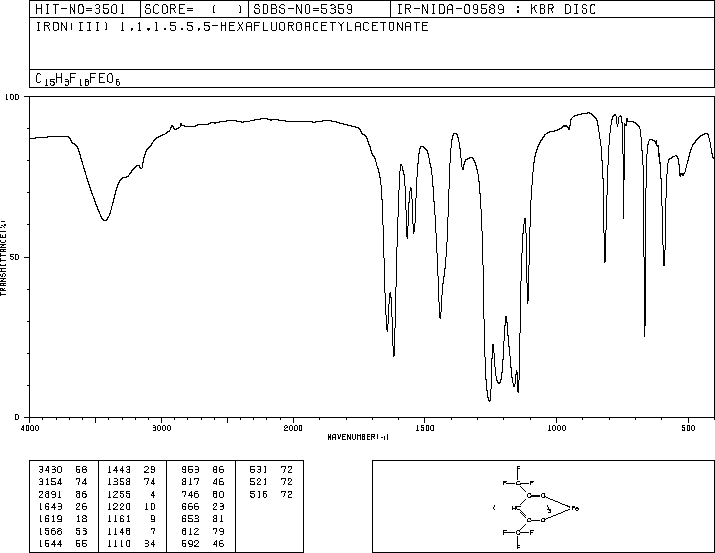 HIT-NO=3501 SCORE= ( ) SDBS-NO=5359 IR-NIDA-09589 : KBR DISC
IRON(III) 1,1,1,5,5,5-HEXAFLUOROACETYLACETONATE
C15H3F18FEO6
100
50
0
TRANSMITTANCE(%)
4000 3000 2000 1500 1000 500
WAVENUMBER(-1)
3430 66 1443 29 953 86 531 72
3154 74 1358 74 817 46 521 72
2891 86 1255 4 746 60 516 72
1643 26 1220 10 666 23
1619 18 1161 9 653 81
1568 53 1148 7 612 79
1544 55 1110 34 592 46
F
F C F
C O
( HC )3 Fe
C O
F C F
F